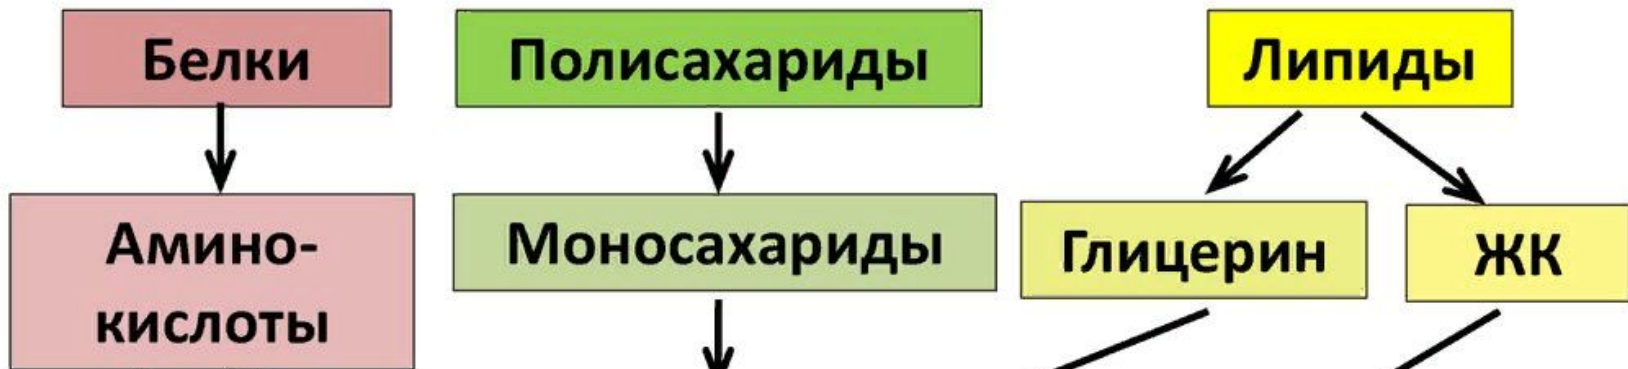 Белки
Полисахариды
Липиды
Амино-
кислоты
Моносахариды
Глицерин
ЖК